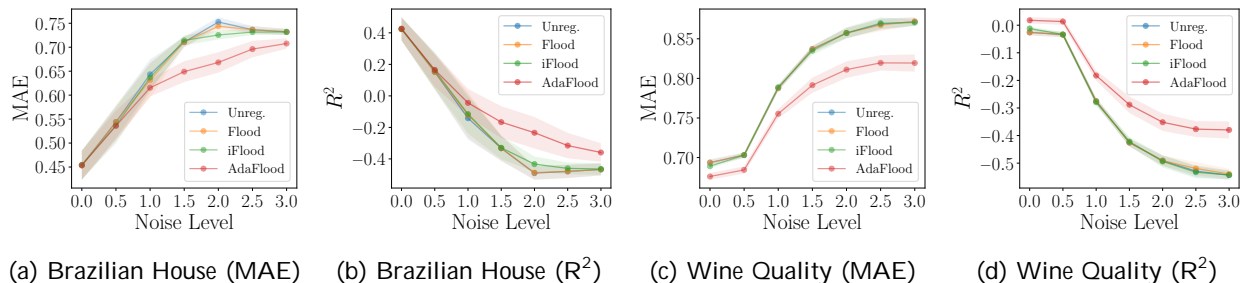 MAE
0.75
0.70
0.65
0.60
0.55
0.50
0.45
0.0 0.5 1.0 1.5 2.0 2.5 3.0
Noise Level
Unreg.
Flood
iFlood
AdaFlood
(a) Brazilian House (MAE)
R²
0.4
0.2
0.0
−0.2
−0.4
0.0 0.5 1.0 1.5 2.0 2.5 3.0
Noise Level
Unreg.
Flood
iFlood
AdaFlood
(b) Brazilian House (R²)
MAE
0.85
0.80
0.75
0.70
0.0 0.5 1.0 1.5 2.0 2.5 3.0
Noise Level
Unreg.
Flood
iFlood
AdaFlood
(c) Wine Quality (MAE)
R²
0.0
−0.1
−0.2
−0.3
−0.4
−0.5
0.0 0.5 1.0 1.5 2.0 2.5 3.0
Noise Level
Unreg.
Flood
iFlood
AdaFlood
(d) Wine Quality (R²)